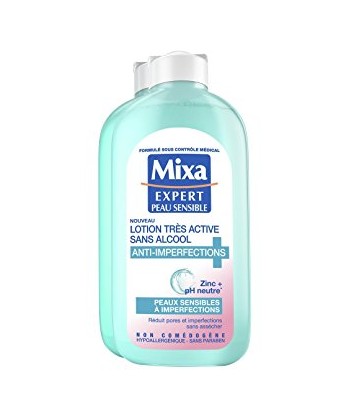 FORMULÉ SOUS CONTRÔLE MÉDICAL
Mixa
EXPERT
PEAU SENSIBLE
NOUVEAU
LOTION TRÈS ACTIVE
SANS ALCOOL
ANTI-IMPERFECTIONS
Zinc +
pH neutre*
PEAUX SENSIBLES
À IMPERFECTIONS
Réduit pores et imperfections
sans assécher
NON COMÉDOGÈNE
HYPOALLERGÉNIQUE - SANS PARABEN